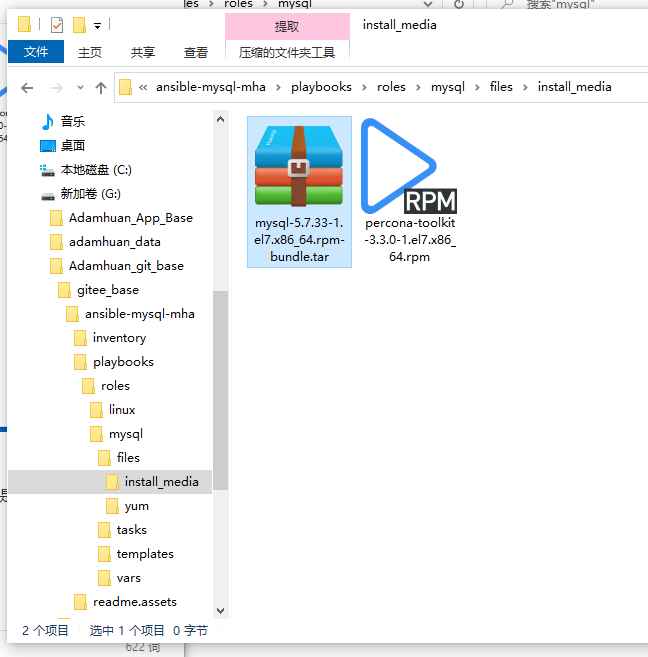 les › roles › mysql
搜索"mysql"
提取
install_media
文件 主页 共享 查看 压缩的文件夹工具
« ansible-mysql-mha › playbooks › roles › mysql › files › install_media
音乐
桌面
本地磁盘 (C:)
新加卷 (G:)
Adamhuan_App_Base
adamhuan_data
Adamhuan_git_base
gitee_base
ansible-mysql-mha
inventory
playbooks
roles
linux
mysql
files
install_media
yum
tasks
templates
vars
readme.assets
mysql-5.7.33-1.
el7.x86_64.rpm-
bundle.tar
RPM
percona-toolkit
-3.3.0-1.el7.x86_
64.rpm
2 个项目 选中 1 个项目 0 字节
622 词